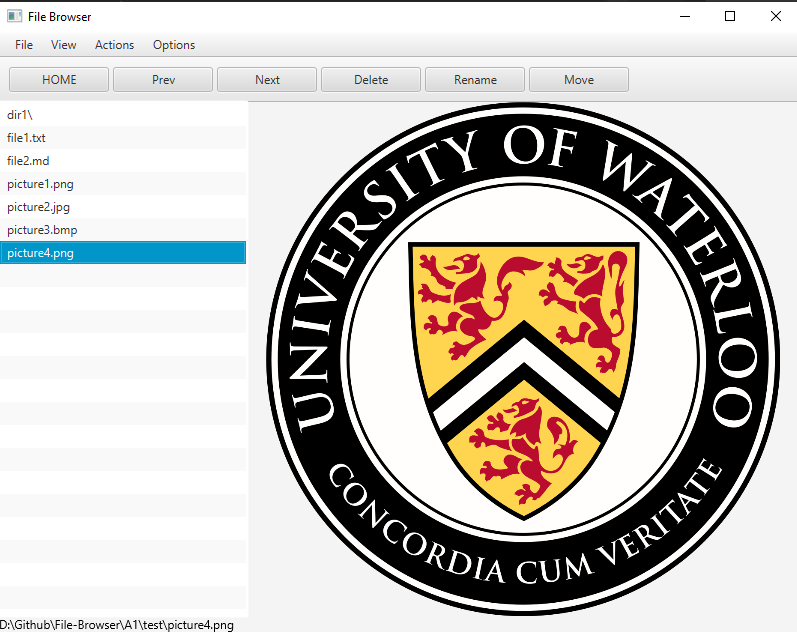 File Browser
File View Actions Options
HOME Prev Next Delete Rename Move
dir1\
file1.txt
file2.md
picture1.png
picture2.jpg
picture3.bmp
picture4.png
UNIVERSITY OF WATERLOO
CONCORDIA CUM VERITATE
D:\Github\File-Browser\A1\test\picture4.png